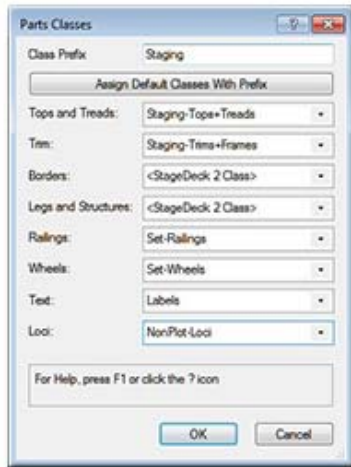 Parts Classes
Class Prefix Staging
Assign Default Classes With Prefix
Tops and Treads: Staging-Tops+Treads
Trim: Staging-Trims+Frames
Borders: <StageDeck 2 Class>
Legs and Structures: <StageDeck 2 Class>
Railings: Set-Railings
Wheels: Set-Wheels
Text: Labels
Loci: NonPlot-Loci
For Help, press F1 or click the ? icon
OK Cancel